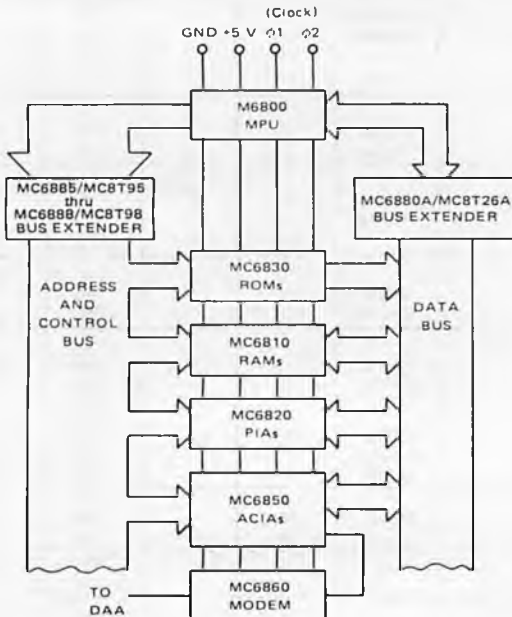 (Clock)
GND +5 V ϕ1 ϕ2
M6800
MPU
MC6885/MC8T95
thru
MC6888/MC8T98
BUS EXTENDER
MC6880A/MC8T26A
BUS EXTENDER
ADDRESS
AND
CONTROL
BUS
MC6830
ROMs
DATA
BUS
MC6810
RAMs
MC6820
PIAs
MC6850
ACIAs
TO
DAA
MC6860
MODEM